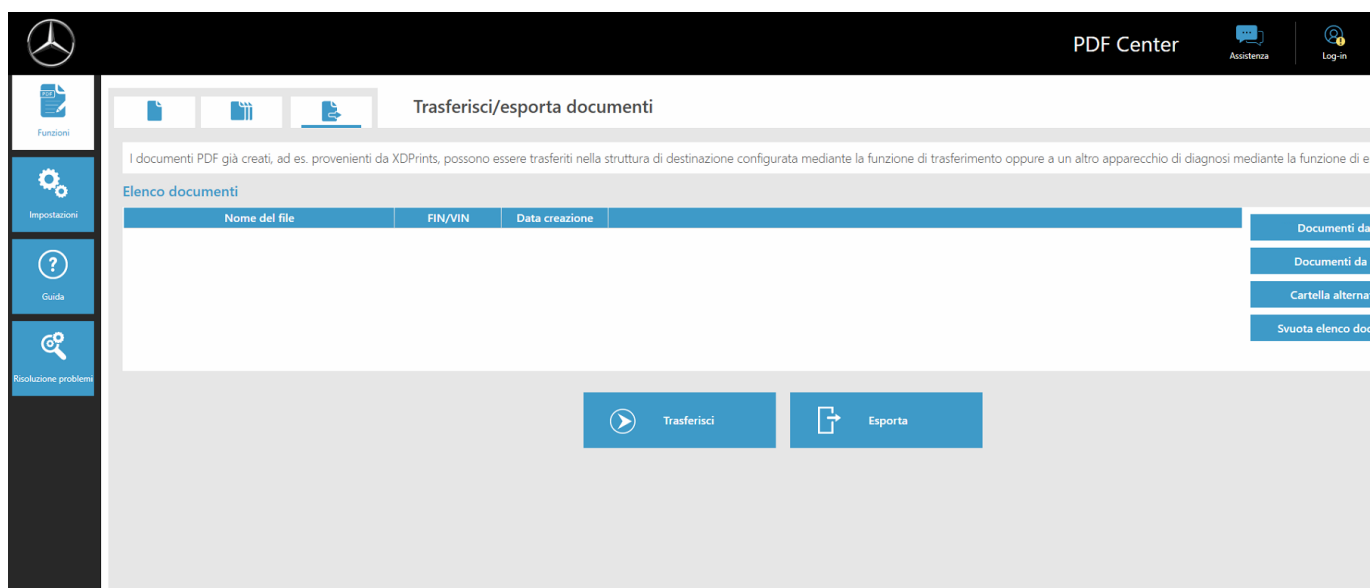 PDF Center
Assistenza
Log-in
PDF
Funzioni
Trasferisci/esporta documenti
I documenti PDF già creati, ad es. provenienti da XDPrints, possono essere trasferiti nella struttura di destinazione configurata mediante la funzione di trasferimento oppure a un altro apparecchio di diagnosi mediante la funzione di e
Impostazioni
Elenco documenti
Nome del file FIN/VIN Data creazione
Documenti da
Documenti da
Cartella alterna
Svuota elenco do
Guida
Risoluzione problemi
Trasferisci
Esporta